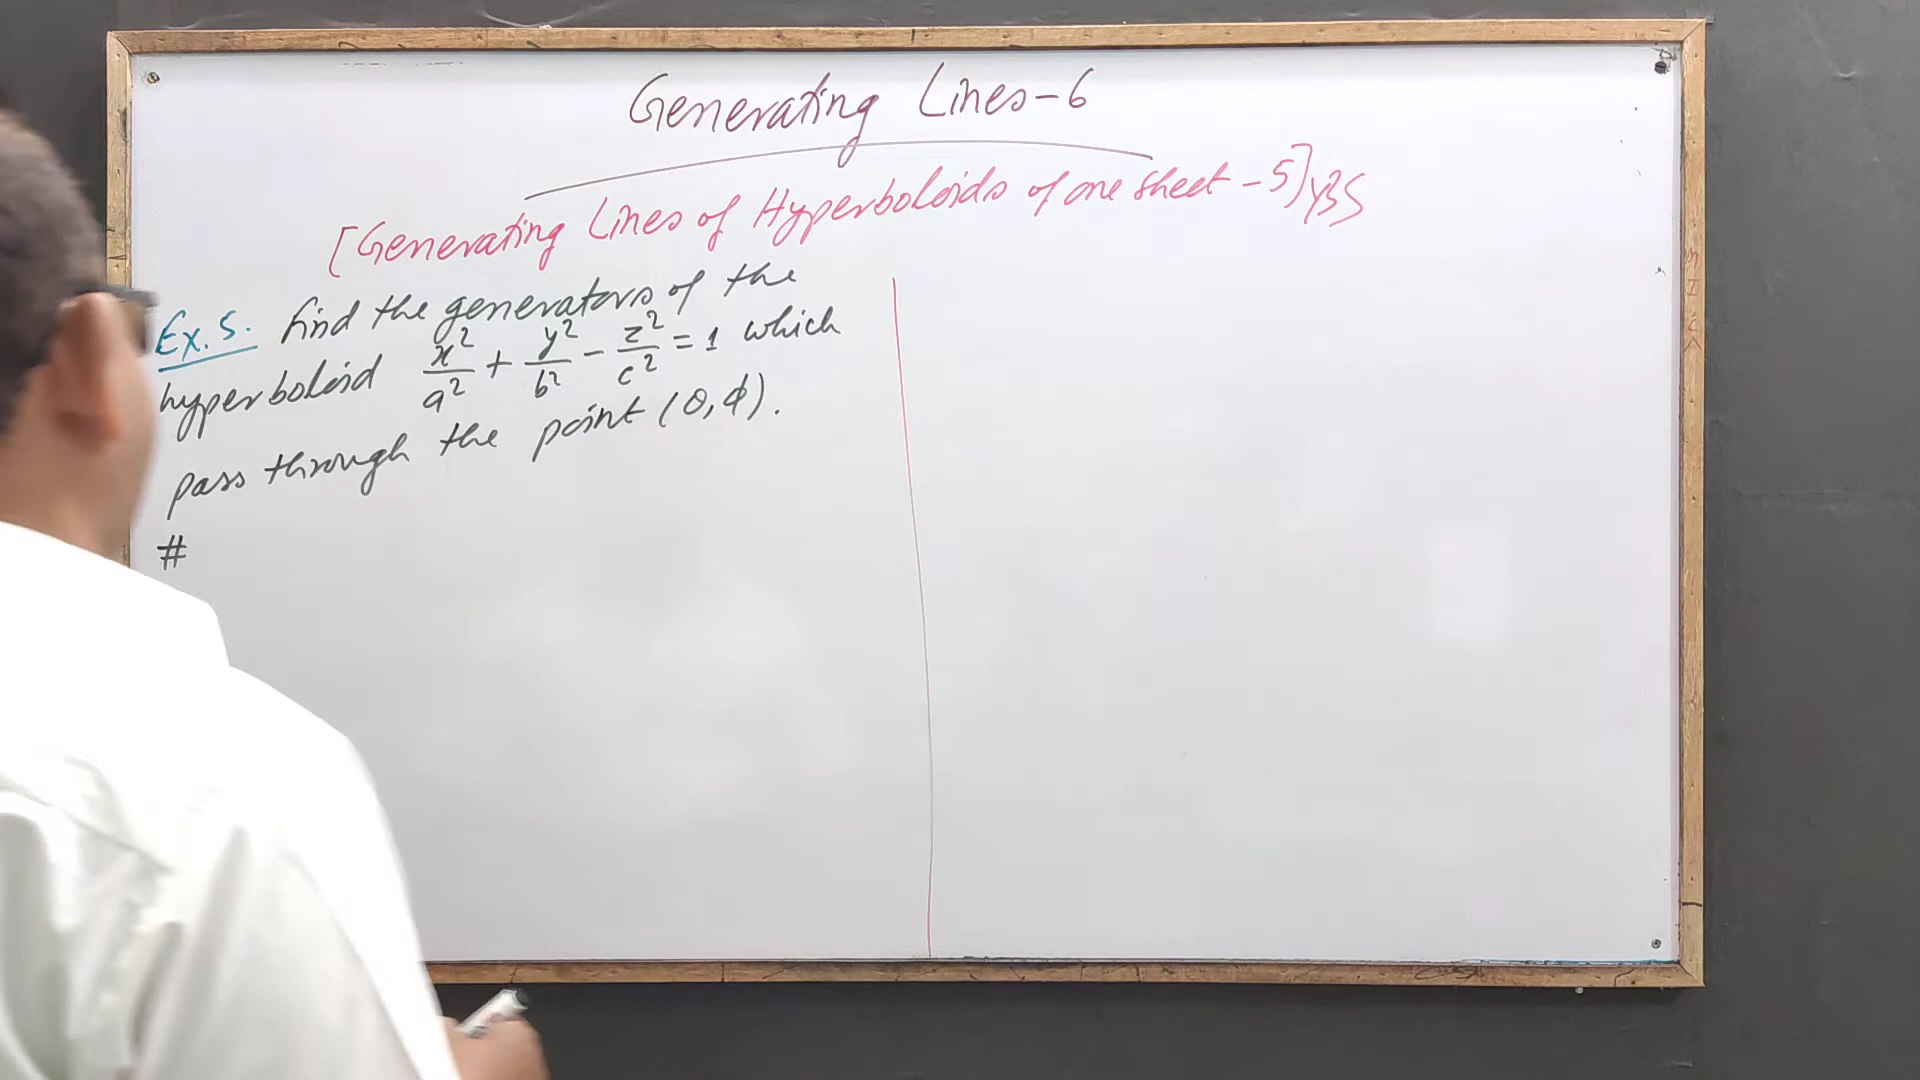 Generating Lines-6
[Generating Lines of Hyperboloids of one sheet - 5]
Ex. 5. Find the generators of the
hyperboloid x²/a² + y²/b² - z²/c² = 1 which
pass through the point (θ, φ).
#